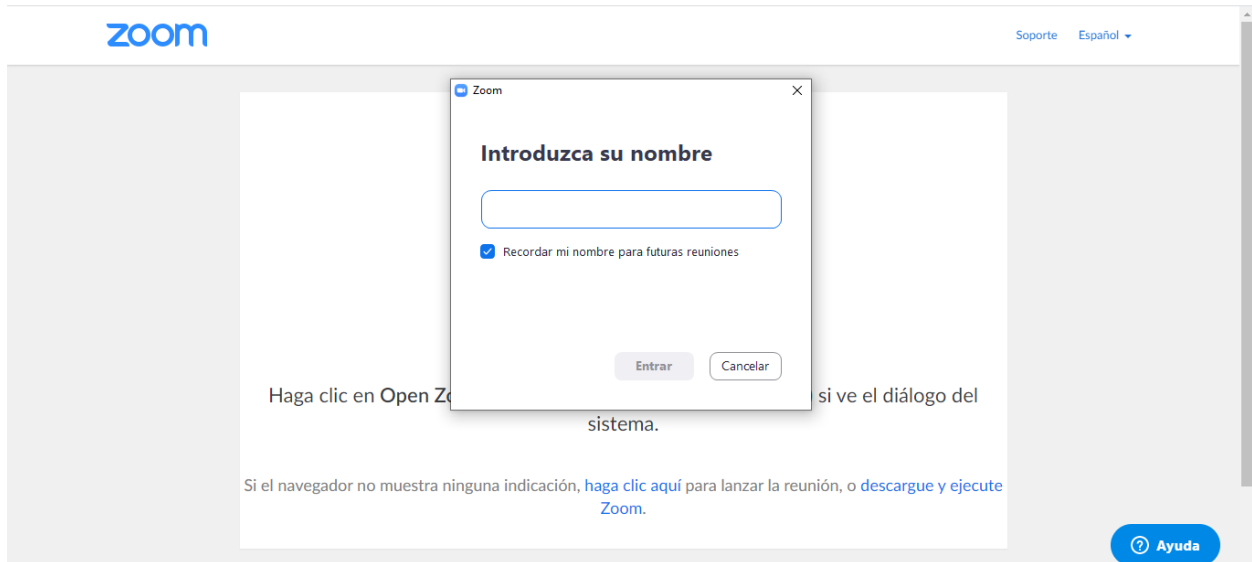 zoom
Soporte Español
Zoom
Introduzca su nombre
Recordar mi nombre para futuras reuniones
Entrar Cancelar
Haga clic en Open si ve el diálogo del
sistema.
Si el navegador no muestra ninguna indicación, haga clic aquí para lanzar la reunión, o descargue y ejecute
Zoom.
Ayuda